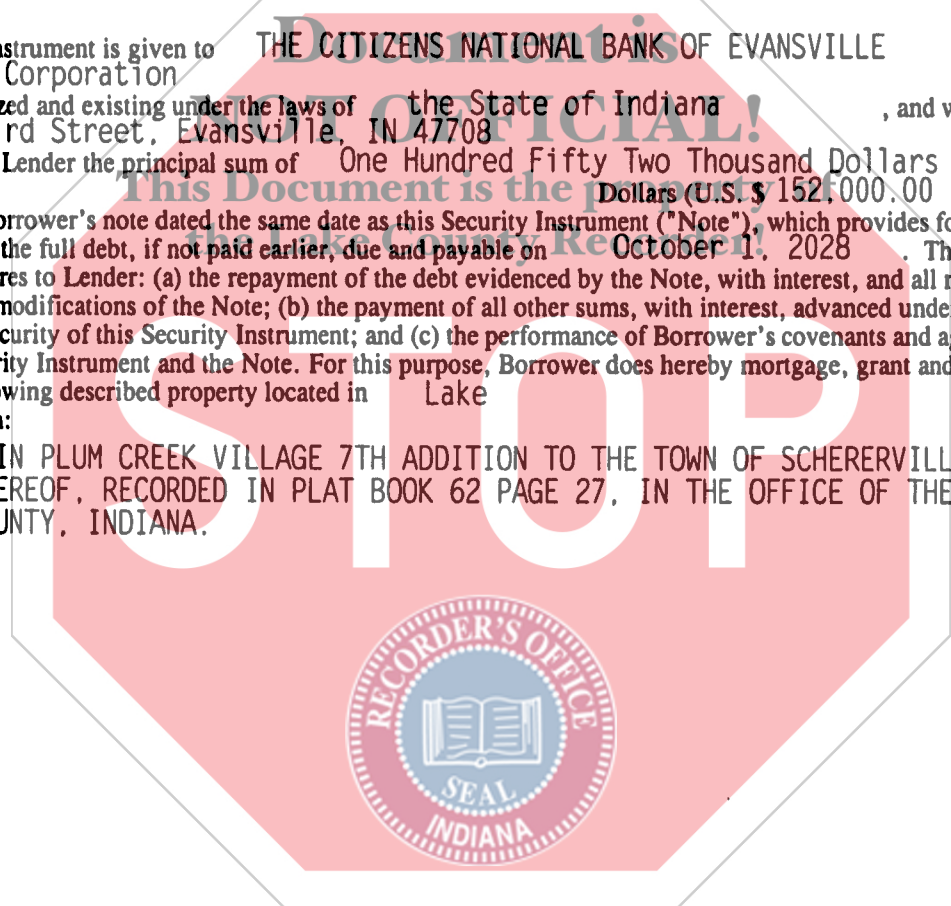 nstrument is given to THE CITIZENS NATIONAL BANK OF EVANSVILLE
Corporation
zed and existing under the laws of the State of Indiana , and w
rd Street, Evansville, IN 47708
Lender the principal sum of One Hundred Fifty Two Thousand Dollars
Dollars (U.S. $ 152,000.00
orrower's note dated the same date as this Security Instrument ("Note"), which provides fo
the full debt, if not paid earlier, due and payable on October 1, 2028 . Th
res to Lender: (a) the repayment of the debt evidenced by the Note, with interest, and all r
modifications of the Note; (b) the payment of all other sums, with interest, advanced unde
curity of this Security Instrument; and (c) the performance of Borrower's covenants and ag
rity Instrument and the Note. For this purpose, Borrower does hereby mortgage, grant and
wing described property located in Lake
:
IN PLUM CREEK VILLAGE 7TH ADDITION TO THE TOWN OF SCHERERVILL
EREOF, RECORDED IN PLAT BOOK 62 PAGE 27, IN THE OFFICE OF THE
UNTY, INDIANA.
Document is
NOT OFFICIAL!
This Document is the property of
the Lake County Recorder!
STOP
RECORDER'S OFFICE
SEAL
INDIANA